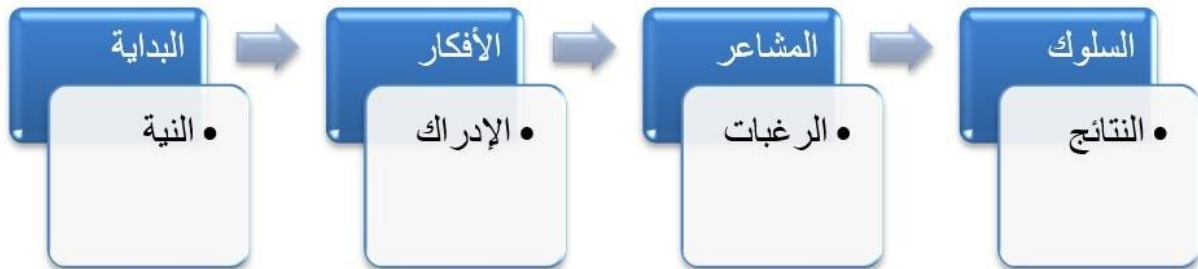 البداية
• النية
الأفكار
• الإدراك
المشاعر
• الرغبات
السلوك
• النتائج